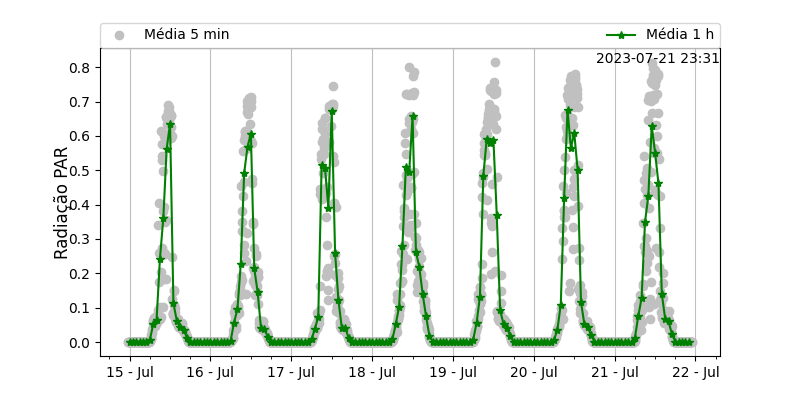 Média 5 min
Média 1 h
2023-07-21 23:31
Radiação PAR
0.8
0.7
0.6
0.5
0.4
0.3
0.2
0.1
0.0
15 - Jul
16 - Jul
17 - Jul
18 - Jul
19 - Jul
20 - Jul
21 - Jul
22 - Jul